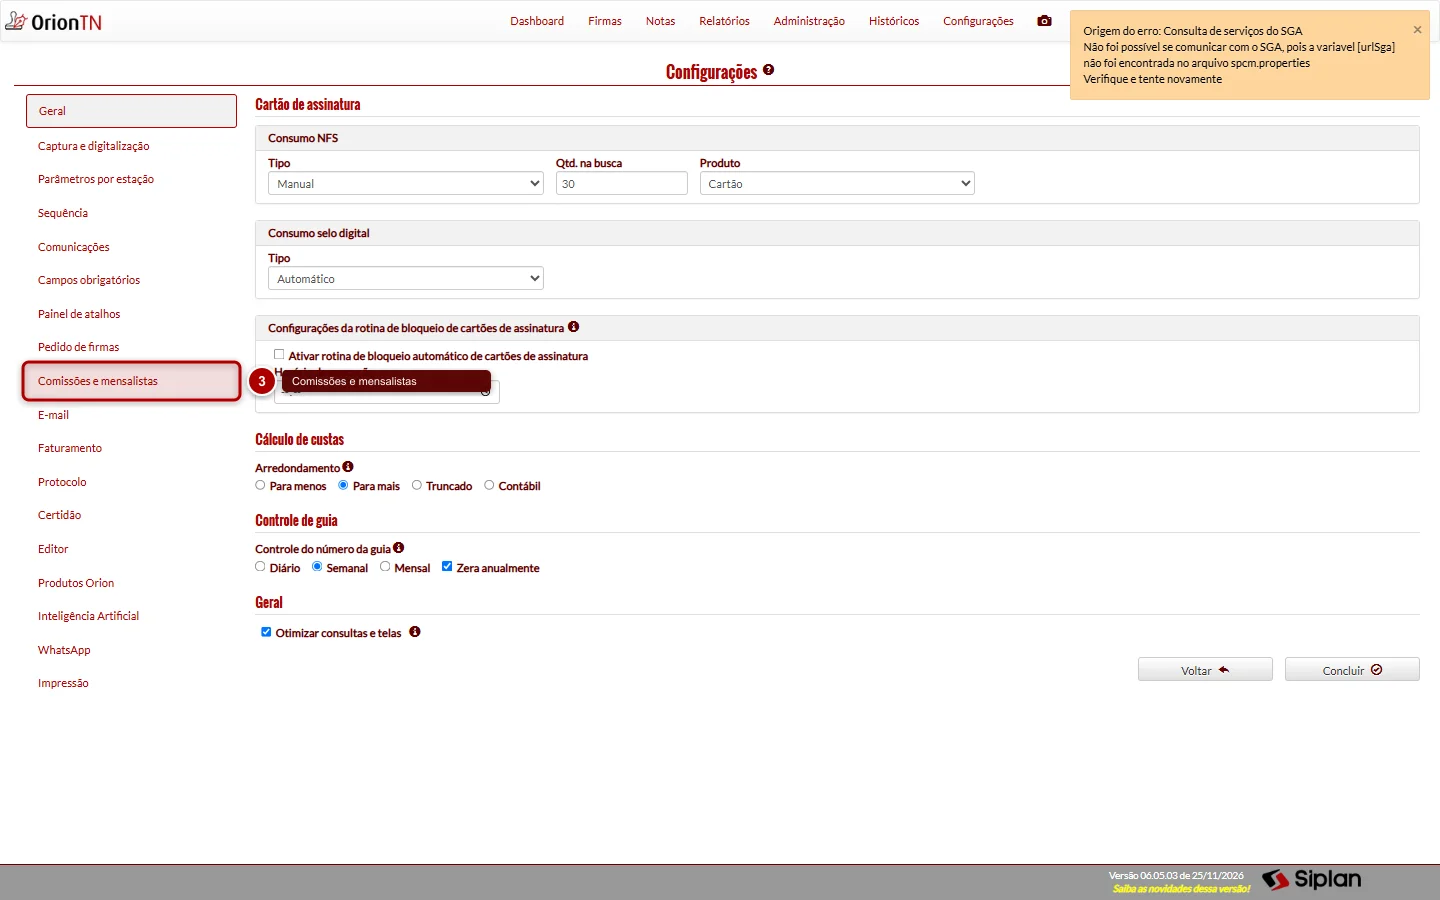 OrionTN
Dashboard
Firmas
Notas
Relatórios
Administração
Históricos
Configurações
Origem do erro: Consulta de serviços do SGA
Não foi possível se comunicar com o SGA, pois a variavel [urlSga]
não foi encontrada no arquivo spcm.properties
Verifique e tente novamente
×
Configurações
Geral
Captura e digitalização
Parâmetros por estação
Sequência
Comunicações
Campos obrigatórios
Painel de atalhos
Pedido de firmas
Comissões e mensalistas
E-mail
Faturamento
Protocolo
Certidão
Editor
Produtos Orion
Inteligência Artificial
WhatsApp
Impressão
Cartão de assinatura
Consumo NFS
Tipo
Qtd. na busca
Produto
Manual
30
Cartão
Consumo selo digital
Tipo
Automático
Configurações da rotina de bloqueio de cartões de assinatura
Ativar rotina de bloqueio automático de cartões de assinatura
3
Comissões e mensalistas
Cálculo de custas
Arredondamento
Para menos
Para mais
Truncado
Contábil
Controle de guia
Controle do número da guia
Diário
Semanal
Mensal
Zera anualmente
Geral
Otimizar consultas e telas
Voltar
Concluir
Versão 06.05.03 de 25/11/2026
Saiba as novidades dessa versão!
Siplan